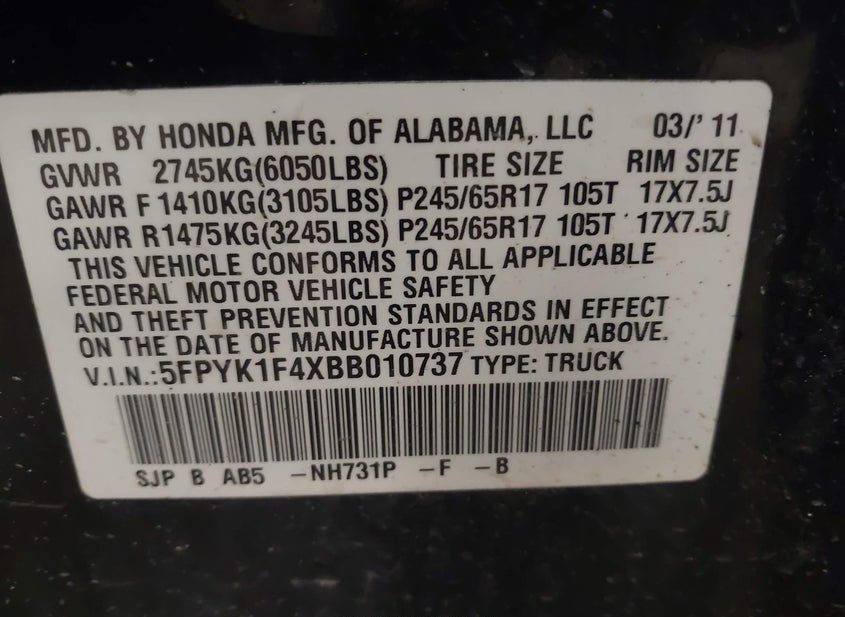 MFD. BY HONDA MFG. OF ALABAMA, LLC 03/'11
GVWR 2745KG(6050LBS) TIRE SIZE RIM SIZE
GAWR F 1410KG(3105LBS) P245/65R17 105T 17X7.5J
GAWR R1475KG(3245LBS) P245/65R17 105T 17X7.5J
THIS VEHICLE CONFORMS TO ALL APPLICABLE
FEDERAL MOTOR VEHICLE SAFETY
AND THEFT PREVENTION STANDARDS IN EFFECT
ON THE DATE OF MANUFACTURE SHOWN ABOVE.
V.I.N.:5FPYK1F4XBB010737 TYPE: TRUCK
SJP B AB5 -NH731P -F -B